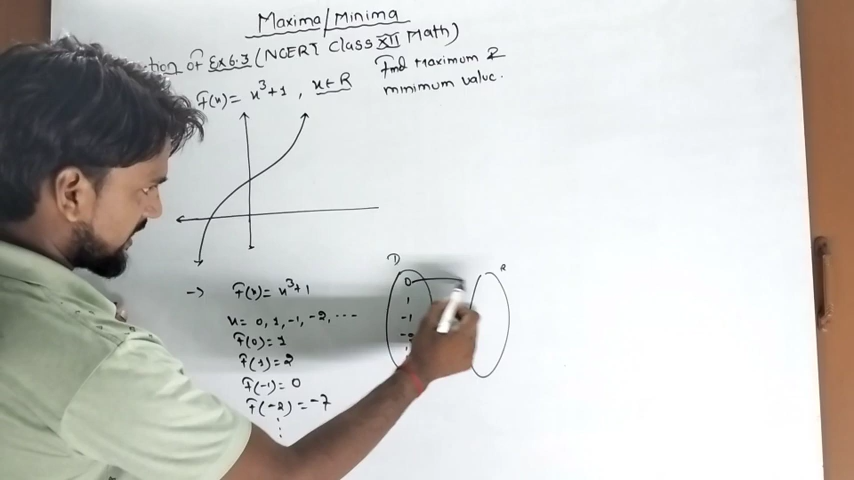 Maxima/Minima
of Ex 6.3 (NCERT Class XII Math)
f(x) = x³+1 , x ∈ R
Find Maximum &
minimum value.
D
R
0
1
-1
-2
→ f(x) = x³+1
x = 0, 1, -1, -2, ---
f(0) = 1
f(1) = 2
f(-1) = 0
f(-2) = -7
⋮